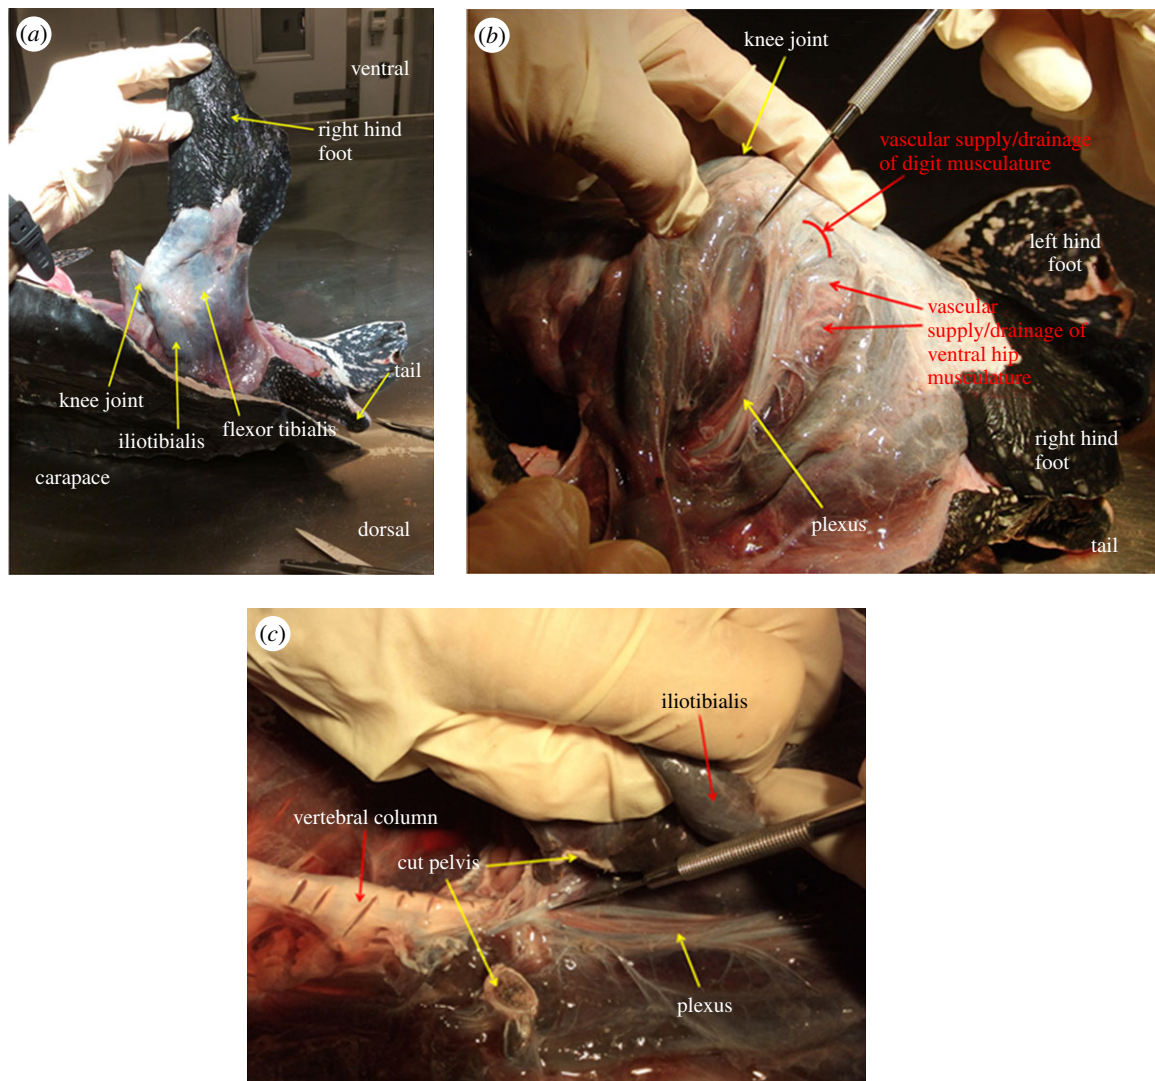 (a)
ventral
right hind
foot
tail
knee joint
flexor tibialis
iliotibialis
carapace
dorsal
(b)
knee joint
vascular supply/drainage
of digit musculature
left hind
foot
vascular
supply/drainage of
ventral hip
musculature
right hind
foot
plexus
tail
(c)
iliotibialis
vertebral column
cut pelvis
plexus